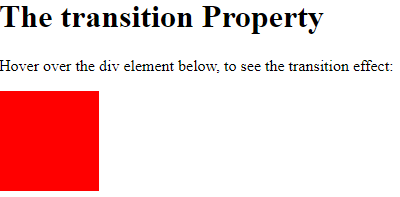 The transition Property
Hover over the div element below, to see the transition effect: